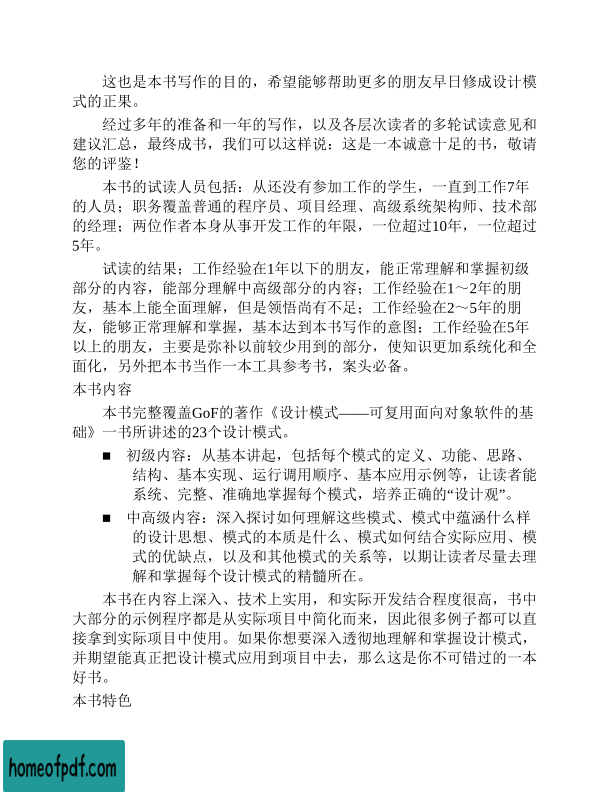 这也是本书写作的目的，希望能够帮助更多的朋友早日修成设计模
式的正果。
经过多年的准备和一年的写作，以及各层次读者的多轮试读意见和
建议汇总，最终成书，我们可以这样说：这是一本诚意十足的书，敬请
您的评鉴！
本书的试读人员包括：从还没有参加工作的学生，一直到工作7年
的人员；职务覆盖普通的程序员、项目经理、高级系统架构师、技术部
的经理；两位作者本身从事开发工作的年限，一位超过10年，一位超过
5年。
试读的结果；工作经验在1年以下的朋友，能正常理解和掌握初级
部分的内容，能部分理解中高级部分的内容；工作经验在1～2年的朋
友，基本上能全面理解，但是领悟尚有不足；工作经验在2～5年的朋
友，能够正常理解和掌握，基本达到本书写作的意图；工作经验在5年
以上的朋友，主要是弥补以前较少用到的部分，使知识更加系统化和全
面化，另外把本书当作一本工具参考书，案头必备。
本书内容
本书完整覆盖GoF的著作《设计模式——可复用面向对象软件的基
础》一书所讲述的23个设计模式。
■ 初级内容：从基本讲起，包括每个模式的定义、功能、思路、
结构、基本实现、运行调用顺序、基本应用示例等，让读者能
系统、完整、准确地掌握每个模式，培养正确的“设计观”。
■ 中高级内容：深入探讨如何理解这些模式、模式中蕴涵什么样
的设计思想、模式的本质是什么、模式如何结合实际应用、模
式的优缺点，以及和其他模式的关系等，以期让读者尽量去理
解和掌握每个设计模式的精髓所在。
本书在内容上深入、技术上实用，和实际开发结合程度很高，书中
大部分的示例程序都是从实际项目中简化而来，因此很多例子都可以直
接拿到实际项目中使用。如果你想要深入透彻地理解和掌握设计模式，
并期望能真正把设计模式应用到项目中去，那么这是你不可错过的一本
好书。
本书特色
homeofpdf.com